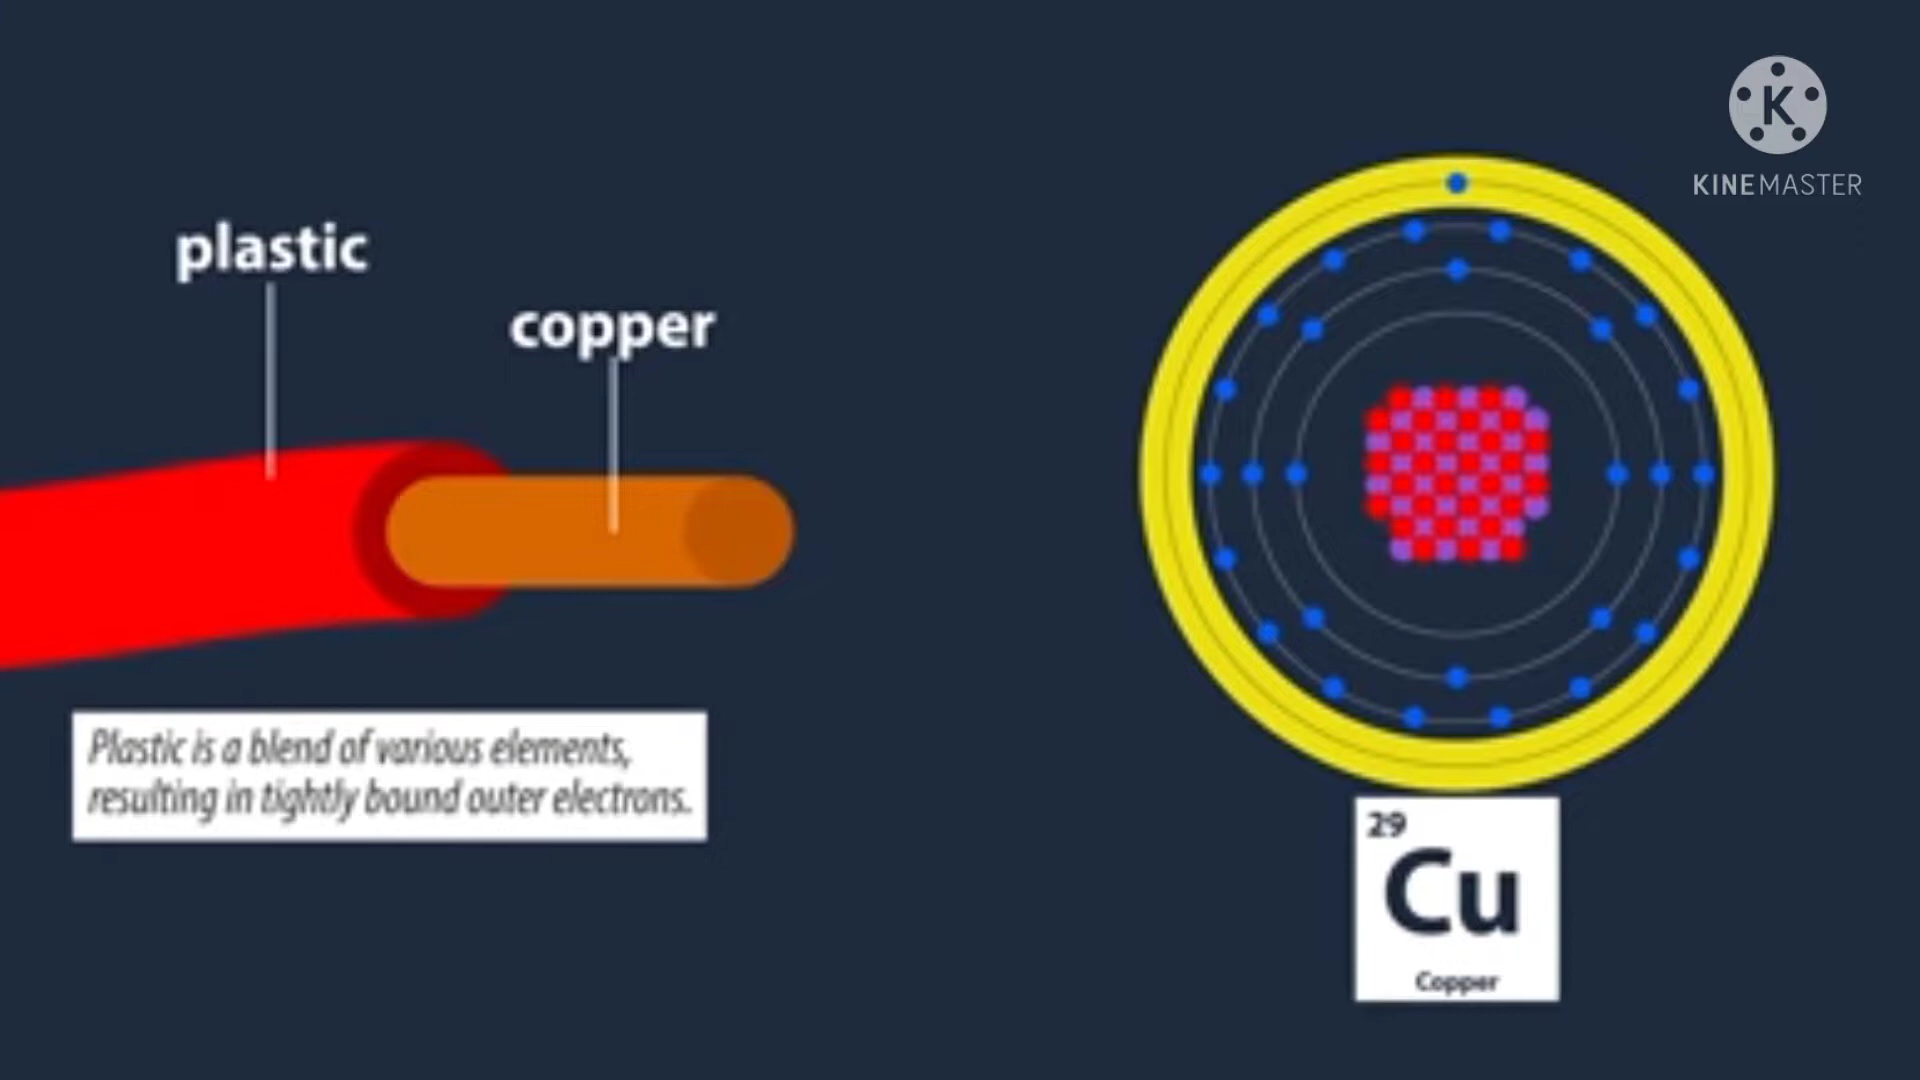 K
KINEMASTER
plastic
copper
Plastic is a blend of various elements,
resulting in tightly bound outer electrons.
29
Cu
Copper